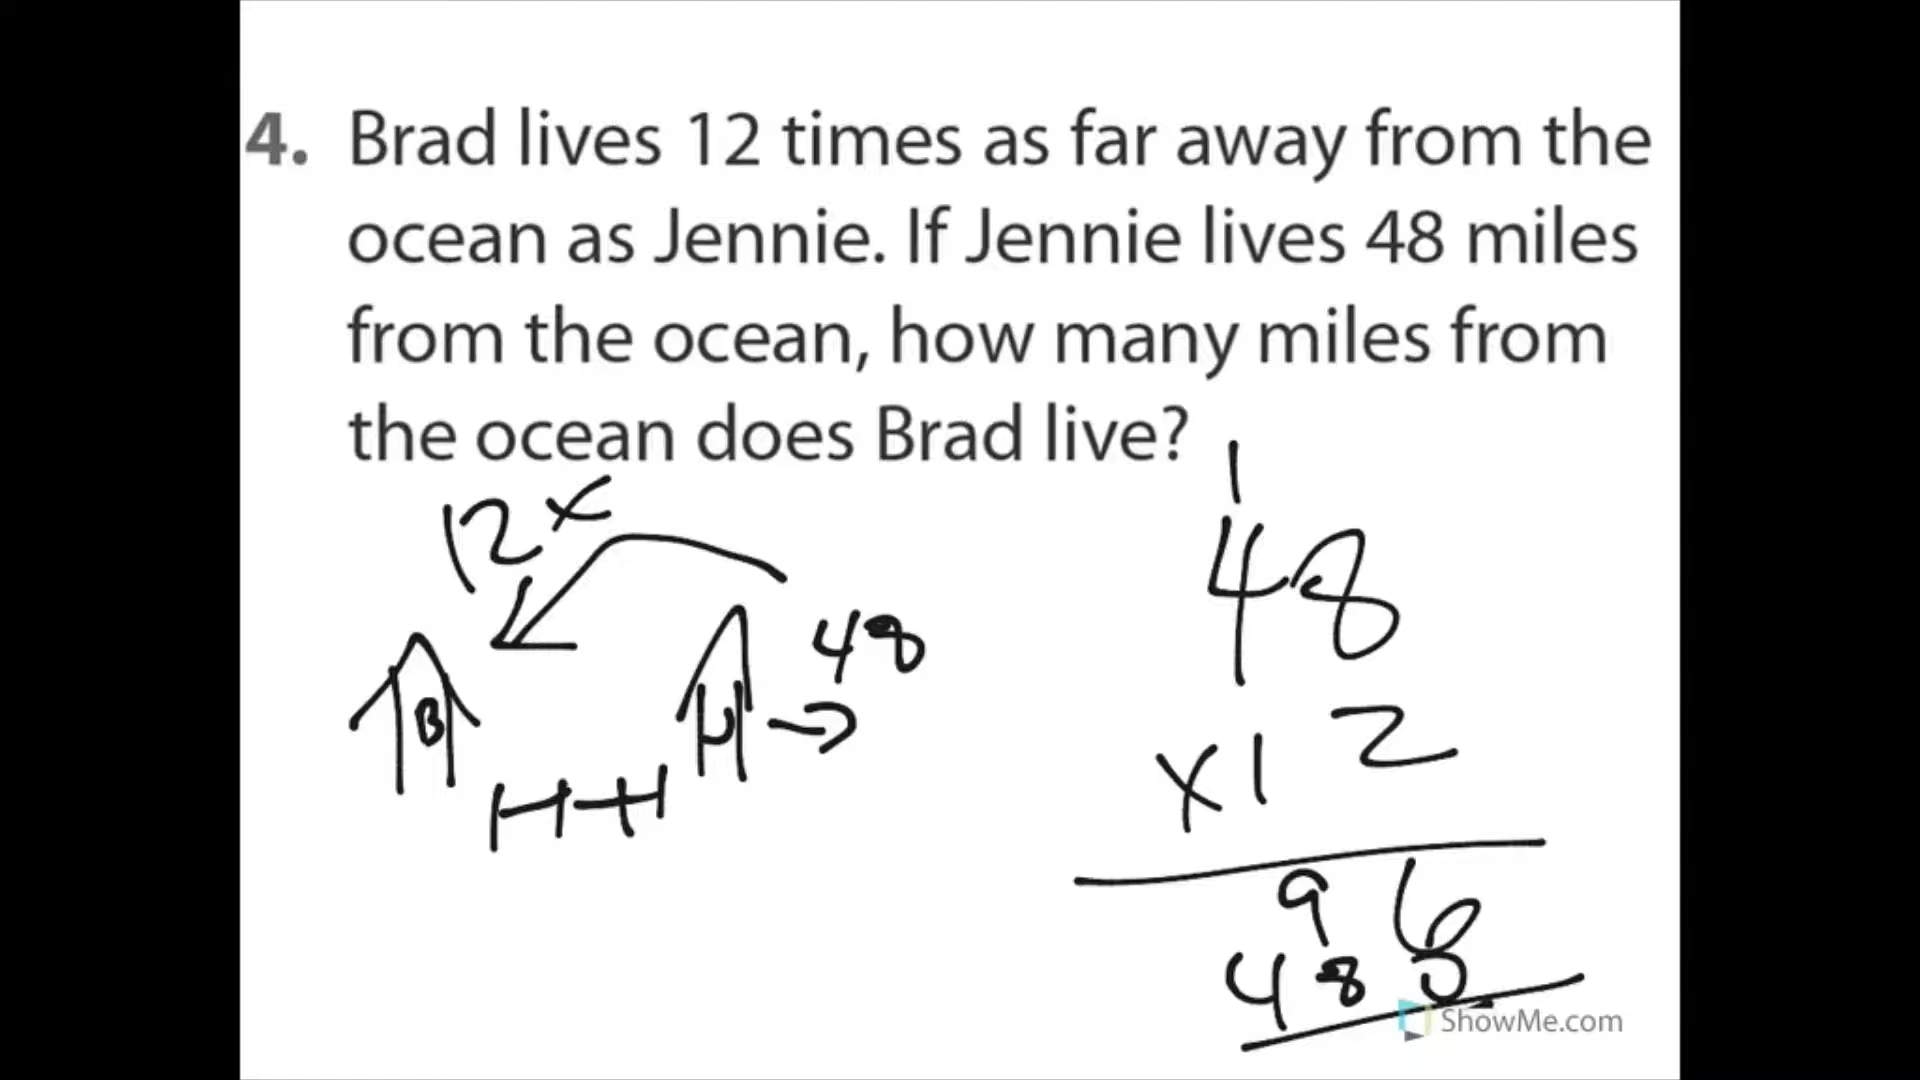 4. Brad lives 12 times as far away from the
ocean as Jennie. If Jennie lives 48 miles
from the ocean, how many miles from
the ocean does Brad live?
12x
48
B
J
1
48
x12
96
480
ShowMe.com